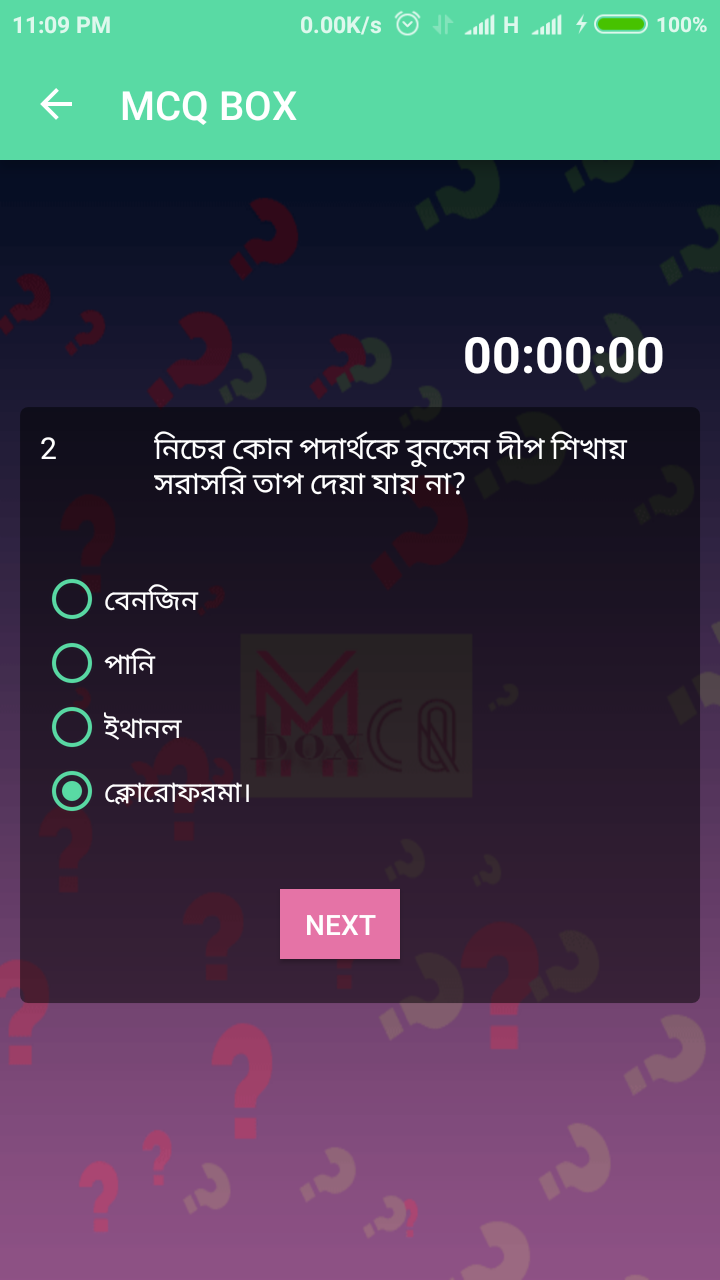 11:09 PM 0.00K/s H 100%
MCQ BOX
00:00:00
2 নিচের কোন পদার্থকে বুনসেন দীপ শিখায়
সরাসরি তাপ দেয়া যায় না?
বেনজিন
পানি
ইথানল
ক্লোরোফরমা।
M box CQ
NEXT